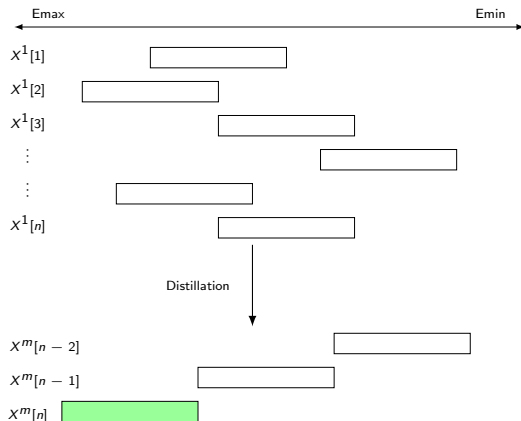 Emax Emin
X¹[1]
X¹[2]
X¹[3]
⋮
⋮
X¹[n]
Distillation
Xᵐ[n − 2]
Xᵐ[n − 1]
Xᵐ[n]